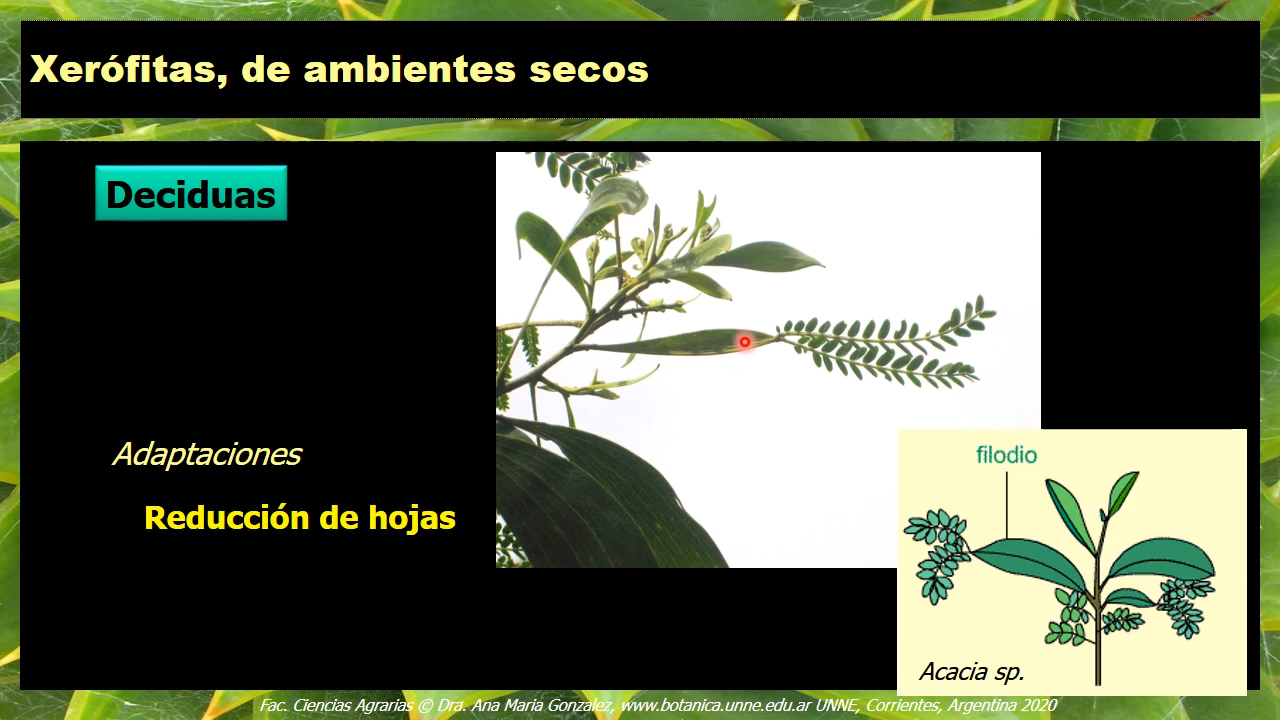 Xerófitas, de ambientes secos
Deciduas
Adaptaciones
Reducción de hojas
filodio
Acacia sp.
Fac. Ciencias Agrarias © Dra. Ana María Gonzalez, www.botanica.unne.edu.ar UNNE, Corrientes, Argentina 2020